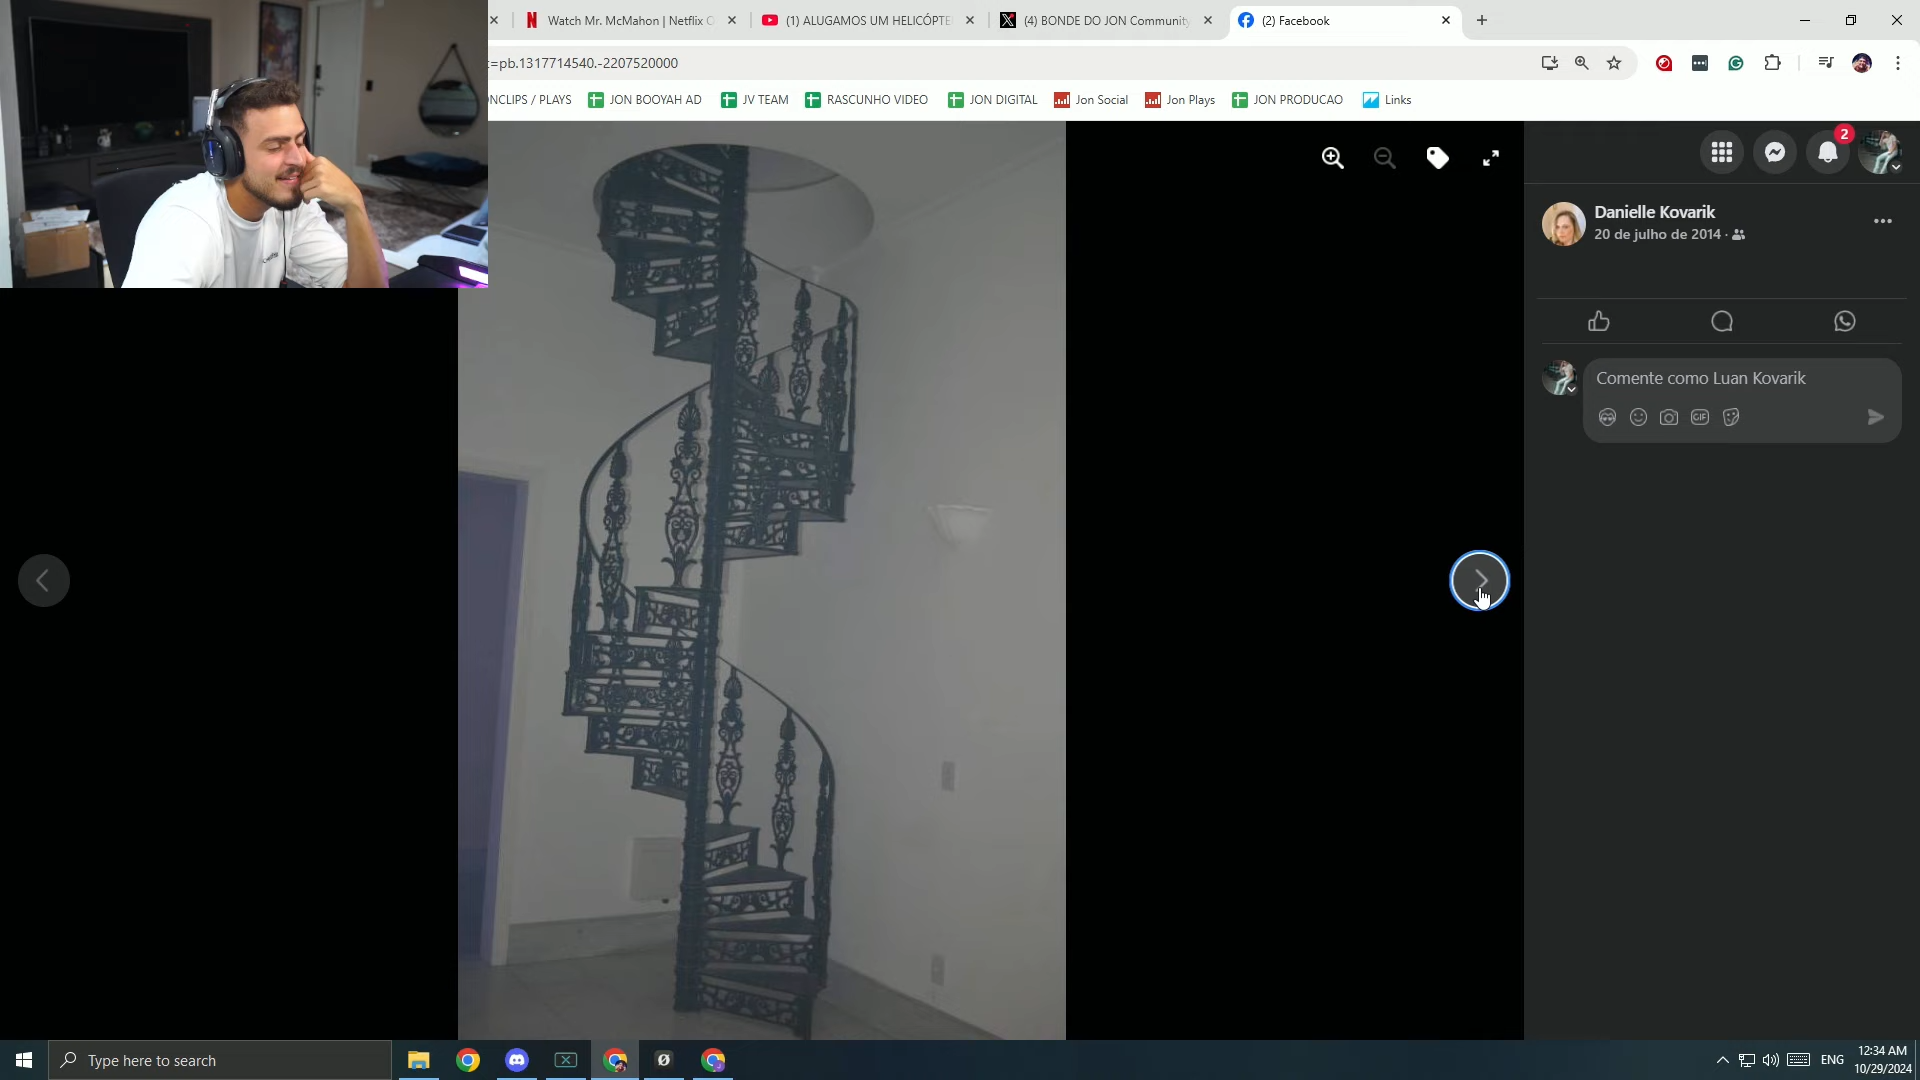 Watch Mr. McMahon | Netflix
(1) ALUGAMOS UM HELICÓPTE
(4) BONDE DO JON Community
(2) Facebook
=pb.1317714540.-2207520000
ONCLIPS / PLAYS
JON BOOYAH AD
JV TEAM
RASCUNHO VIDEO
JON DIGITAL
Jon Social
Jon Plays
JON PRODUCAO
Links
2
Danielle Kovarik
20 de julho de 2014 ·
Comente como Luan Kovarik
GIF
Type here to search
ENG
12:34 AM
10/29/2024